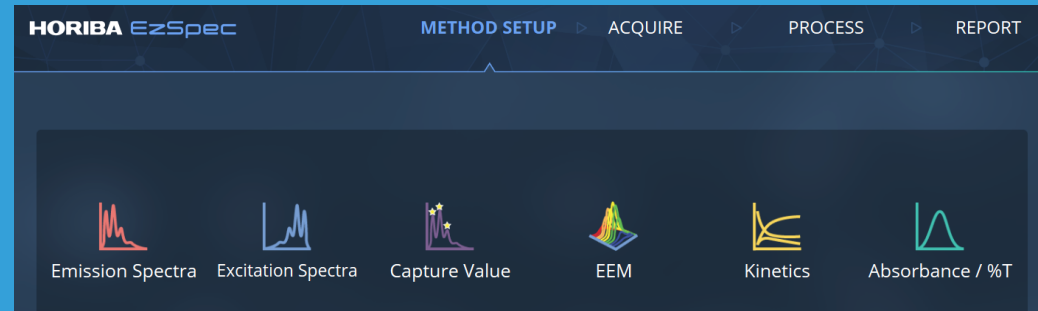 HORIBA EzSpec METHOD SETUP ACQUIRE PROCESS REPORT
Emission Spectra Excitation Spectra Capture Value EEM Kinetics Absorbance / %T